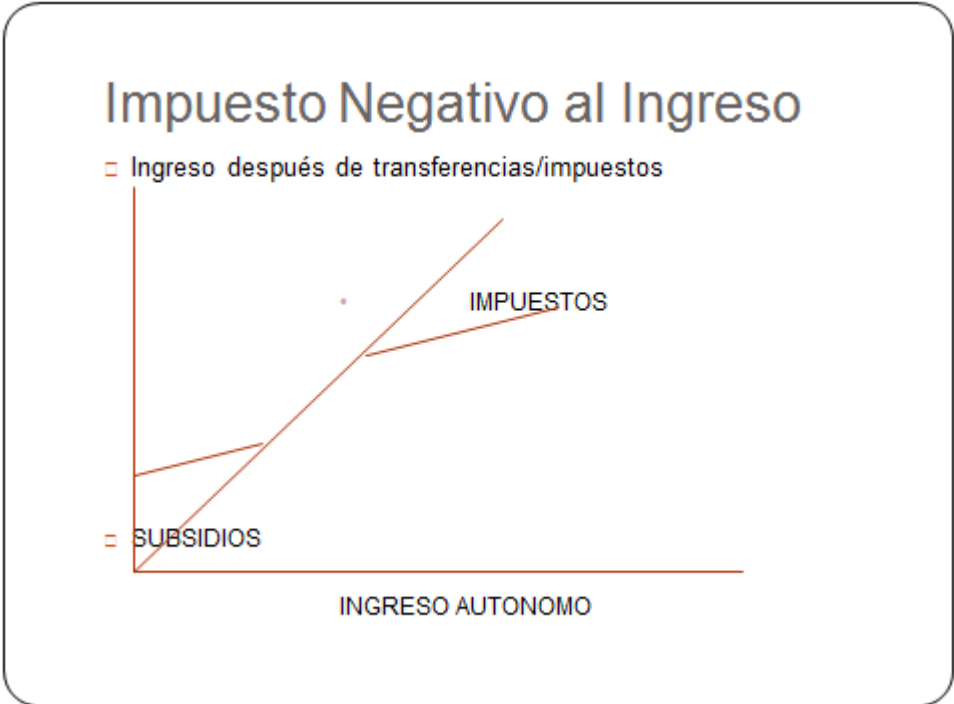 Impuesto Negativo al Ingreso
Ingreso después de transferencias/impuestos
IMPUESTOS
SUBSIDIOS
INGRESO AUTONOMO